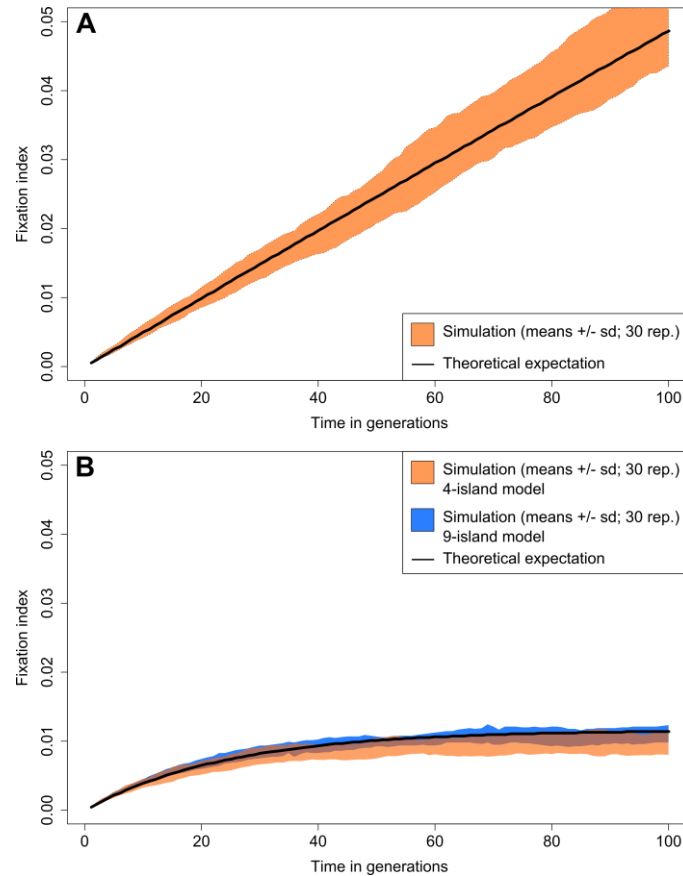 A
0.05
0.04
0.03
0.02
0.01
0.00
Fixation index
Simulation (means +/- sd; 30 rep.)
Theoretical expectation
0 20 40 60 80 100
Time in generations
B
0.05
0.04
0.03
0.02
0.01
0.00
Fixation index
Simulation (means +/- sd; 30 rep.)
4-island model
Simulation (means +/- sd; 30 rep.)
9-island model
Theoretical expectation
0 20 40 60 80 100
Time in generations